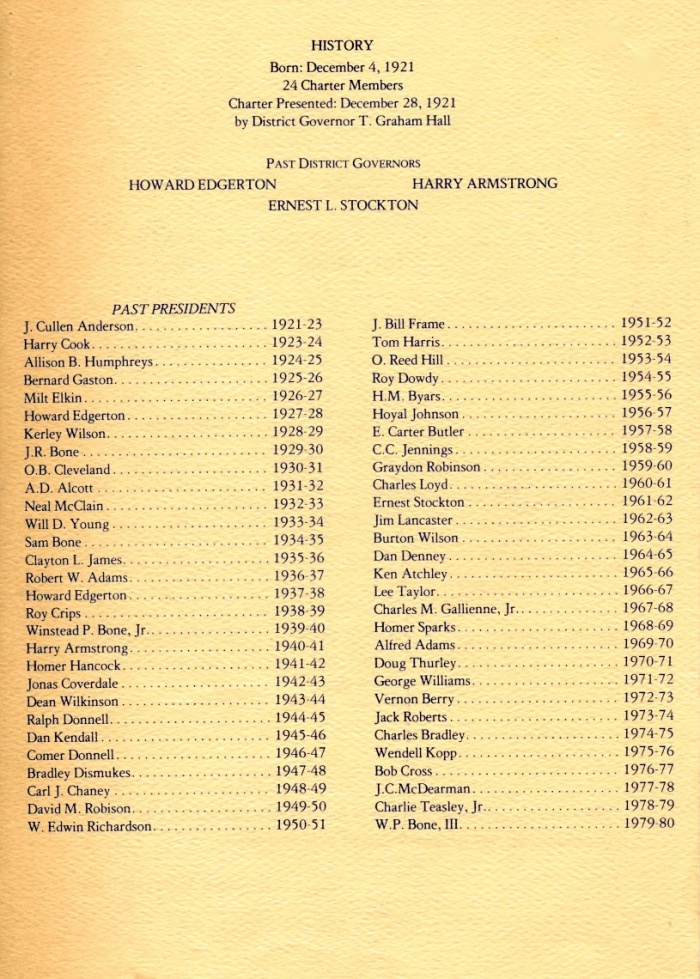 HISTORY
Born: December 4, 1921
24 Charter Members
Charter Presented: December 28, 1921
by District Governor T. Graham Hall
PAST DISTRICT GOVERNORS
HOWARD EDGERTON HARRY ARMSTRONG
ERNEST L. STOCKTON
PAST PRESIDENTS
J. Cullen Anderson. . . . . . . . . . . . . . . . . . . 1921-23
Harry Cook. . . . . . . . . . . . . . . . . . . . . . . . . 1923-24
Allison B. Humphreys. . . . . . . . . . . . . . . . 1924-25
Bernard Gaston. . . . . . . . . . . . . . . . . . . . . . 1925-26
Milt Elkin. . . . . . . . . . . . . . . . . . . . . . . . . . 1926-27
Howard Edgerton. . . . . . . . . . . . . . . . . . . . 1927-28
Kerley Wilson. . . . . . . . . . . . . . . . . . . . . . . 1928-29
J.R. Bone . . . . . . . . . . . . . . . . . . . . . . . . . . 1929-30
O.B. Cleveland . . . . . . . . . . . . . . . . . . . . . . 1930-31
A.D. Alcott . . . . . . . . . . . . . . . . . . . . . . . . 1931-32
Neal McClain . . . . . . . . . . . . . . . . . . . . . . . 1932-33
Will D. Young . . . . . . . . . . . . . . . . . . . . . . 1933-34
Sam Bone . . . . . . . . . . . . . . . . . . . . . . . . . . 1934-35
Clayton L. James. . . . . . . . . . . . . . . . . . . . . 1935-36
Robert W. Adams. . . . . . . . . . . . . . . . . . . . 1936-37
Howard Edgerton . . . . . . . . . . . . . . . . . . . . 1937-38
Roy Crips . . . . . . . . . . . . . . . . . . . . . . . . . . 1938-39
Winstead P. Bone, Jr. . . . . . . . . . . . . . . . . . 1939-40
Harry Armstrong. . . . . . . . . . . . . . . . . . . . . 1940-41
Homer Hancock. . . . . . . . . . . . . . . . . . . . . . 1941-42
Jonas Coverdale . . . . . . . . . . . . . . . . . . . . . 1942-43
Dean Wilkinson . . . . . . . . . . . . . . . . . . . . . 1943-44
Ralph Donnell. . . . . . . . . . . . . . . . . . . . . . . 1944-45
Dan Kendall . . . . . . . . . . . . . . . . . . . . . . . . 1945-46
Comer Donnell. . . . . . . . . . . . . . . . . . . . . . . 1946-47
Bradley Dismukes. . . . . . . . . . . . . . . . . . . . 1947-48
Carl J. Chaney . . . . . . . . . . . . . . . . . . . . . . 1948-49
David M. Robison. . . . . . . . . . . . . . . . . . . . 1949-50
W. Edwin Richardson. . . . . . . . . . . . . . . . . 1950-51
J. Bill Frame . . . . . . . . . . . . . . . . . . . . . . . . 1951-52
Tom Harris. . . . . . . . . . . . . . . . . . . . . . . . . 1952-53
O. Reed Hill . . . . . . . . . . . . . . . . . . . . . . . . 1953-54
Roy Dowdy. . . . . . . . . . . . . . . . . . . . . . . . . 1954-55
H.M. Byars. . . . . . . . . . . . . . . . . . . . . . . . . 1955-56
Hoyal Johnson . . . . . . . . . . . . . . . . . . . . . . 1956-57
E. Carter Butler . . . . . . . . . . . . . . . . . . . . . 1957-58
C.C. Jennings. . . . . . . . . . . . . . . . . . . . . . . 1958-59
Graydon Robinson . . . . . . . . . . . . . . . . . . . 1959-60
Charles Loyd. . . . . . . . . . . . . . . . . . . . . . . . 1960-61
Ernest Stockton . . . . . . . . . . . . . . . . . . . . . 1961-62
Jim Lancaster . . . . . . . . . . . . . . . . . . . . . . . 1962-63
Burton Wilson . . . . . . . . . . . . . . . . . . . . . . 1963-64
Dan Denney . . . . . . . . . . . . . . . . . . . . . . . . 1964-65
Ken Atchley . . . . . . . . . . . . . . . . . . . . . . . . 1965-66
Lee Taylor. . . . . . . . . . . . . . . . . . . . . . . . . . 1966-67
Charles M. Gallienne, Jr. . . . . . . . . . . . . . . 1967-68
Homer Sparks. . . . . . . . . . . . . . . . . . . . . . . 1968-69
Alfred Adams. . . . . . . . . . . . . . . . . . . . . . . 1969-70
Doug Thurley. . . . . . . . . . . . . . . . . . . . . . . 1970-71
George Williams. . . . . . . . . . . . . . . . . . . . . 1971-72
Vernon Berry . . . . . . . . . . . . . . . . . . . . . . . 1972-73
Jack Roberts . . . . . . . . . . . . . . . . . . . . . . . . 1973-74
Charles Bradley. . . . . . . . . . . . . . . . . . . . . . 1974-75
Wendell Kopp. . . . . . . . . . . . . . . . . . . . . . . 1975-76
Bob Cross . . . . . . . . . . . . . . . . . . . . . . . . . . 1976-77
J.C.McDearman. . . . . . . . . . . . . . . . . . . . . 1977-78
Charlie Teasley, Jr. . . . . . . . . . . . . . . . . . . 1978-79
W.P. Bone, III. . . . . . . . . . . . . . . . . . . . . . . 1979-80